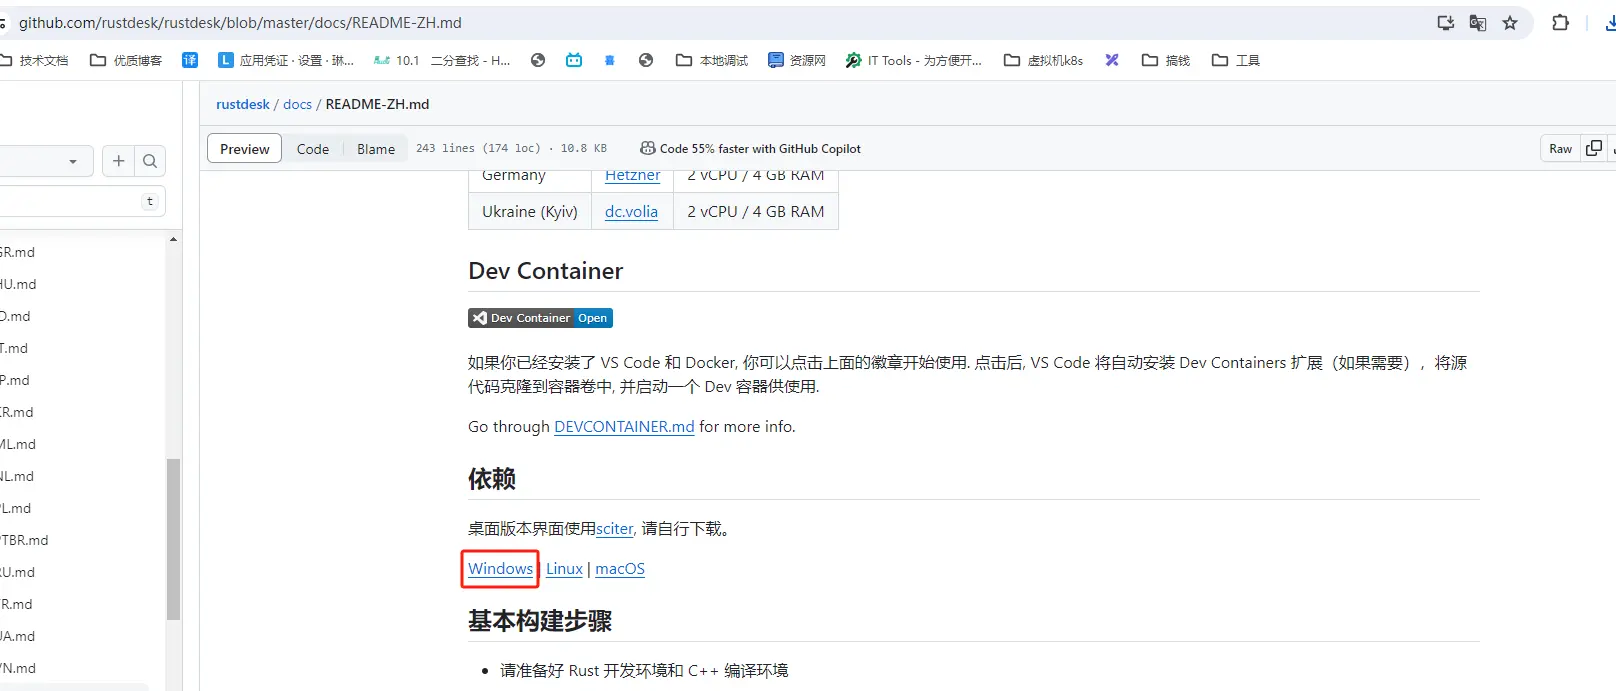 github.com/rustdesk/rustdesk/blob/master/docs/README-ZH.md
技术文档 优质博客 译 L 应用凭证 · 设置 · 琳... 10.1 二分查找 - H... 本地调试 资源网 IT Tools - 为方便开... 虚拟机k8s 搞钱 工具
rustdesk / docs / README-ZH.md
Preview Code Blame 243 lines (174 loc) · 10.8 KB Code 55% faster with GitHub Copilot Raw
t
GR.md
HU.md
D.md
T.md
P.md
KR.md
ML.md
NL.md
PL.md
PTBR.md
RU.md
TR.md
UA.md
VN.md
Germany Hetzner 2 vCPU / 4 GB RAM
Ukraine (Kyiv) dc.volia 2 vCPU / 4 GB RAM
Dev Container
Dev Container Open
如果你已经安装了 VS Code 和 Docker, 你可以点击上面的徽章开始使用. 点击后, VS Code 将自动安装 Dev Containers 扩展（如果需要），将源
代码克隆到容器卷中, 并启动一个 Dev 容器供使用.
Go through DEVCONTAINER.md for more info.
依赖
桌面版本界面使用sciter, 请自行下载。
Windows | Linux | macOS
基本构建步骤
• 请准备好 Rust 开发环境和 C++ 编译环境